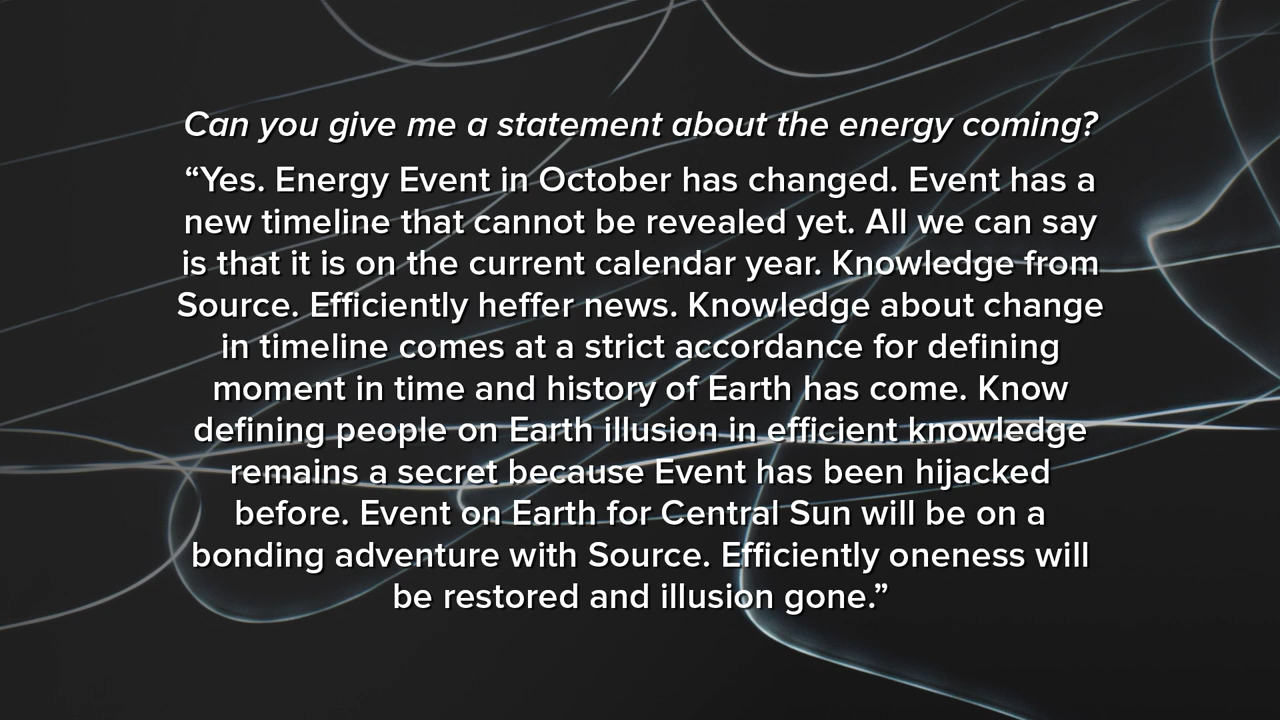 Can you give me a statement about the energy coming?
“Yes. Energy Event in October has changed. Event has a
new timeline that cannot be revealed yet. All we can say
is that it is on the current calendar year. Knowledge from
Source. Efficiently heffer news. Knowledge about change
in timeline comes at a strict accordance for defining
moment in time and history of Earth has come. Know
defining people on Earth illusion in efficient knowledge
remains a secret because Event has been hijacked
before. Event on Earth for Central Sun will be on a
bonding adventure with Source. Efficiently oneness will
be restored and illusion gone.”